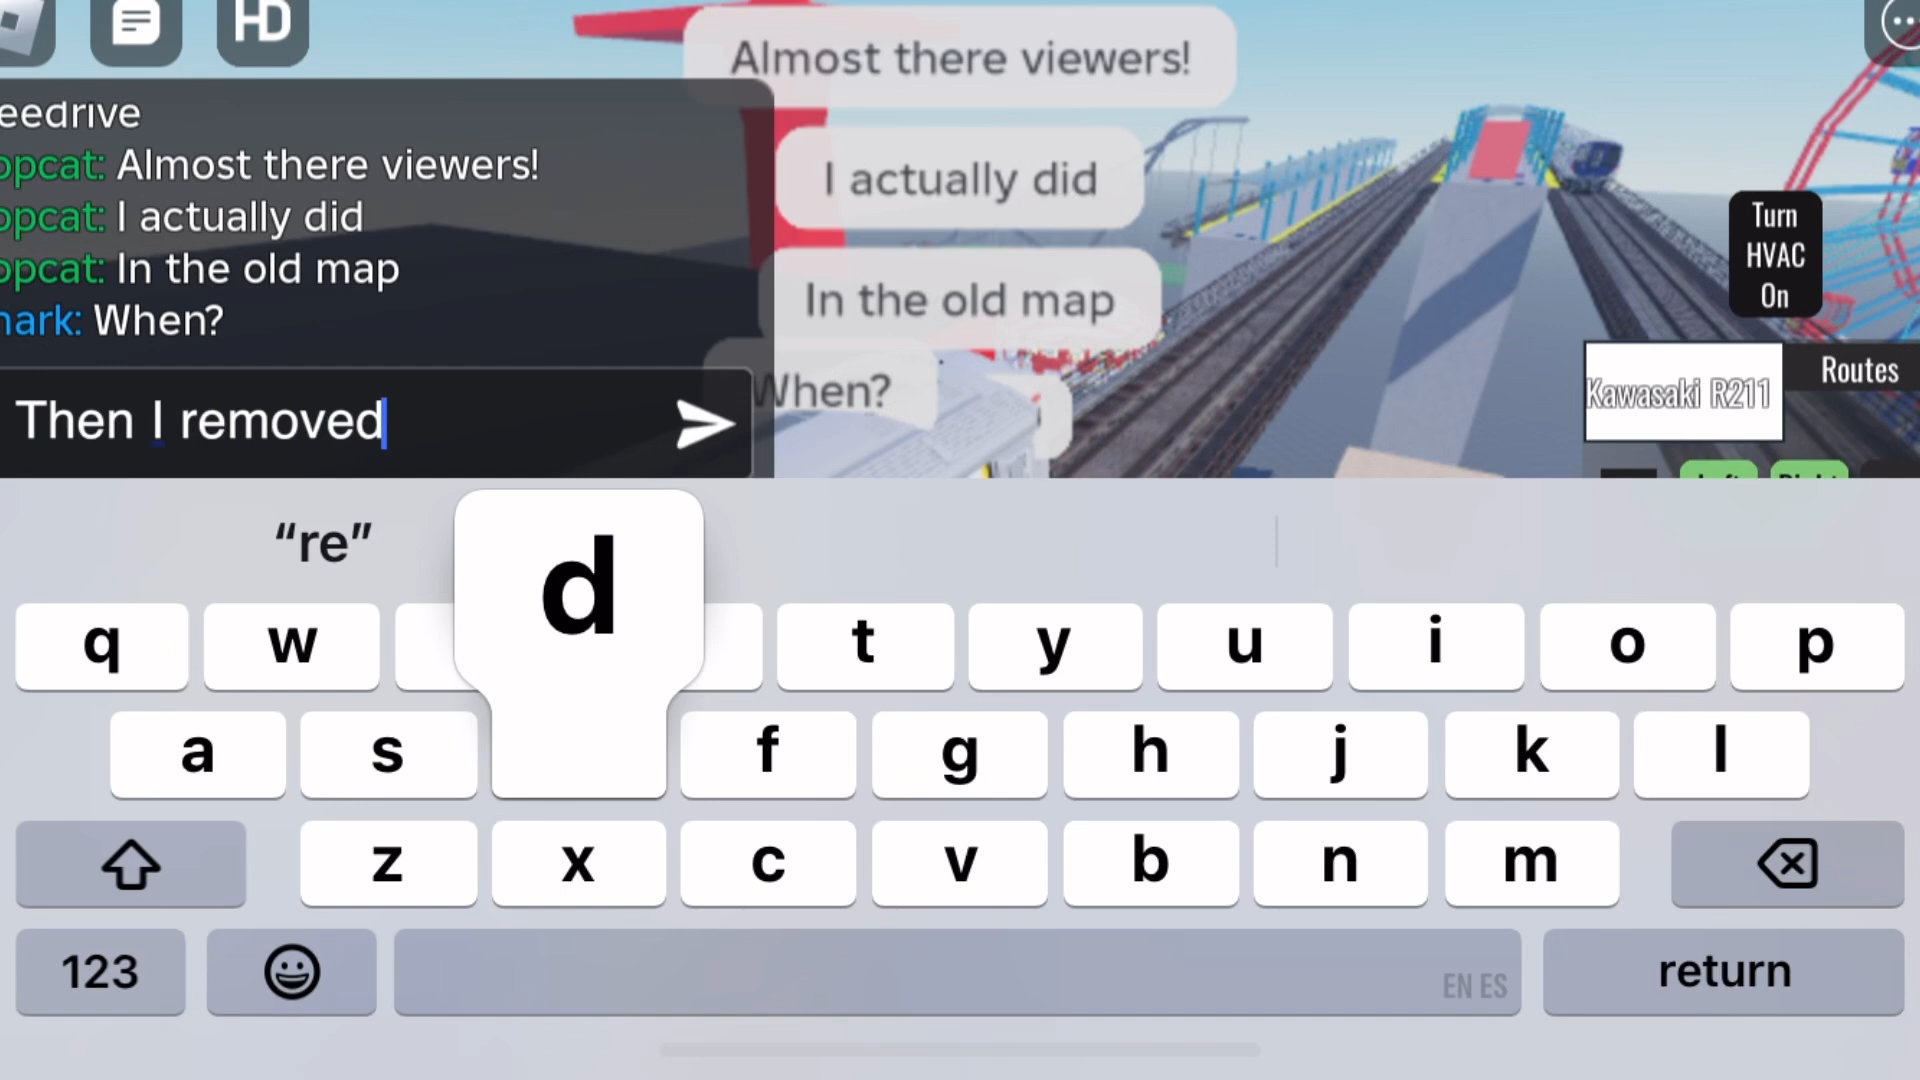 HD
Almost there viewers!
I actually did
In the old map
When?
eedrive
opcat: Almost there viewers!
opcat: I actually did
opcat: In the old map
hark: When?
Then I removed
Turn
HVAC
On
Kawasaki R211
Routes
Left
Right
“re”
d
q w t y u i o p
a s f g h j k l
z x c v b n m
123
EN ES
return